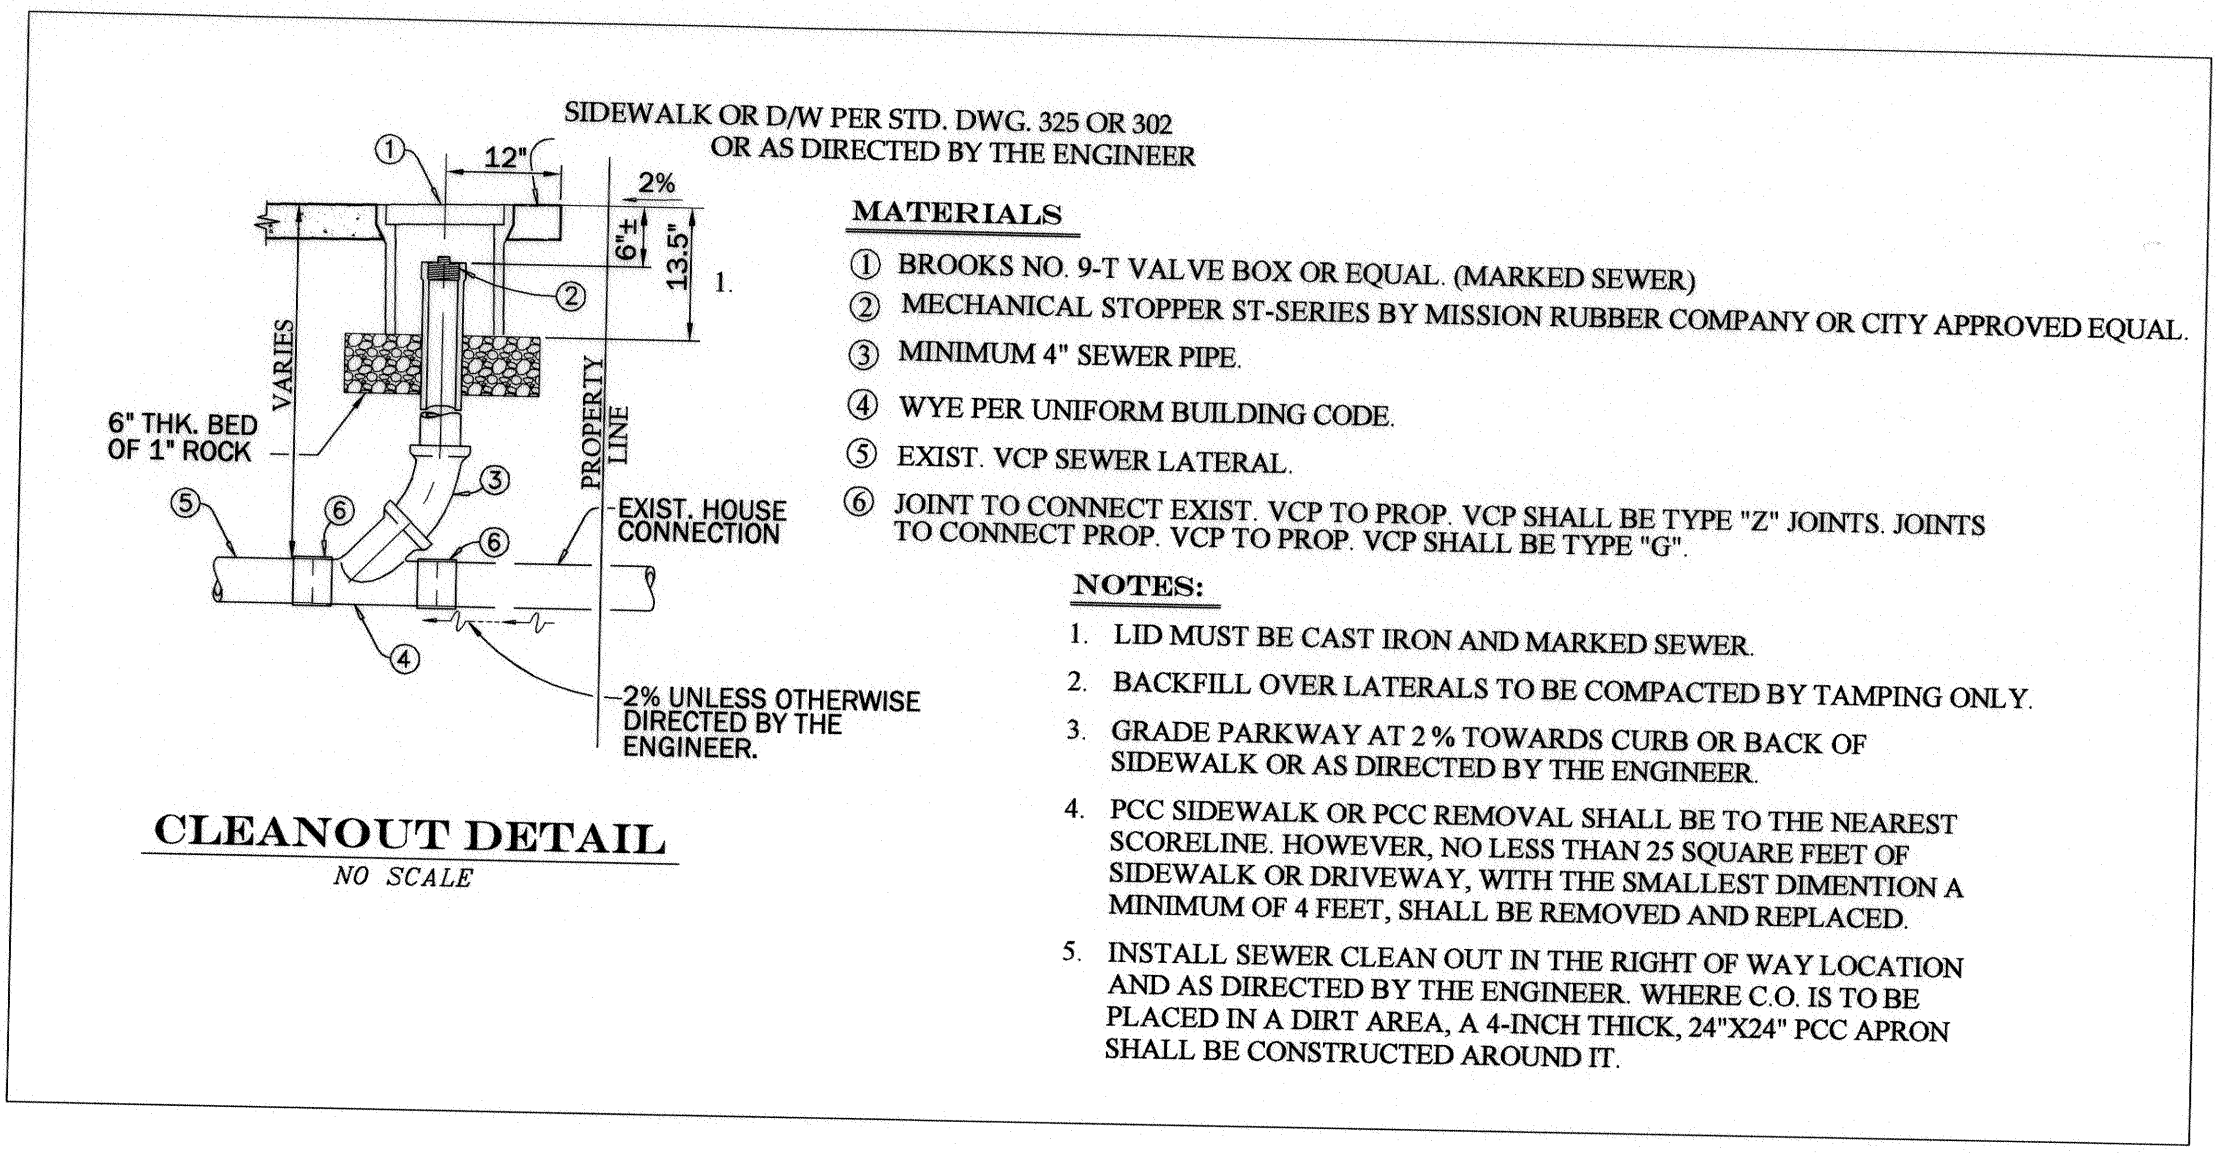 SIDEWALK OR D/W PER STD. DWG. 325 OR 302
OR AS DIRECTED BY THE ENGINEER
①
12"
2%
6"±
13.5"
1.
②
VARIES
6" THK. BED
OF 1" ROCK
PROPERTY
LINE
③
⑤
⑥
EXIST. HOUSE
CONNECTION
⑥
④
2% UNLESS OTHERWISE
DIRECTED BY THE
ENGINEER.
CLEANOUT DETAIL
NO SCALE
MATERIALS
① BROOKS NO. 9-T VALVE BOX OR EQUAL. (MARKED SEWER)
② MECHANICAL STOPPER ST-SERIES BY MISSION RUBBER COMPANY OR CITY APPROVED EQUAL.
③ MINIMUM 4" SEWER PIPE.
④ WYE PER UNIFORM BUILDING CODE.
⑤ EXIST. VCP SEWER LATERAL.
⑥ JOINT TO CONNECT EXIST. VCP TO PROP. VCP SHALL BE TYPE "Z" JOINTS. JOINTS
TO CONNECT PROP. VCP TO PROP. VCP SHALL BE TYPE "G".
NOTES:
1. LID MUST BE CAST IRON AND MARKED SEWER.
2. BACKFILL OVER LATERALS TO BE COMPACTED BY TAMPING ONLY.
3. GRADE PARKWAY AT 2% TOWARDS CURB OR BACK OF
SIDEWALK OR AS DIRECTED BY THE ENGINEER.
4. PCC SIDEWALK OR PCC REMOVAL SHALL BE TO THE NEAREST
SCORELINE. HOWEVER, NO LESS THAN 25 SQUARE FEET OF
SIDEWALK OR DRIVEWAY, WITH THE SMALLEST DIMENTION A
MINIMUM OF 4 FEET, SHALL BE REMOVED AND REPLACED.
5. INSTALL SEWER CLEAN OUT IN THE RIGHT OF WAY LOCATION
AND AS DIRECTED BY THE ENGINEER. WHERE C.O. IS TO BE
PLACED IN A DIRT AREA, A 4-INCH THICK, 24"X24" PCC APRON
SHALL BE CONSTRUCTED AROUND IT.